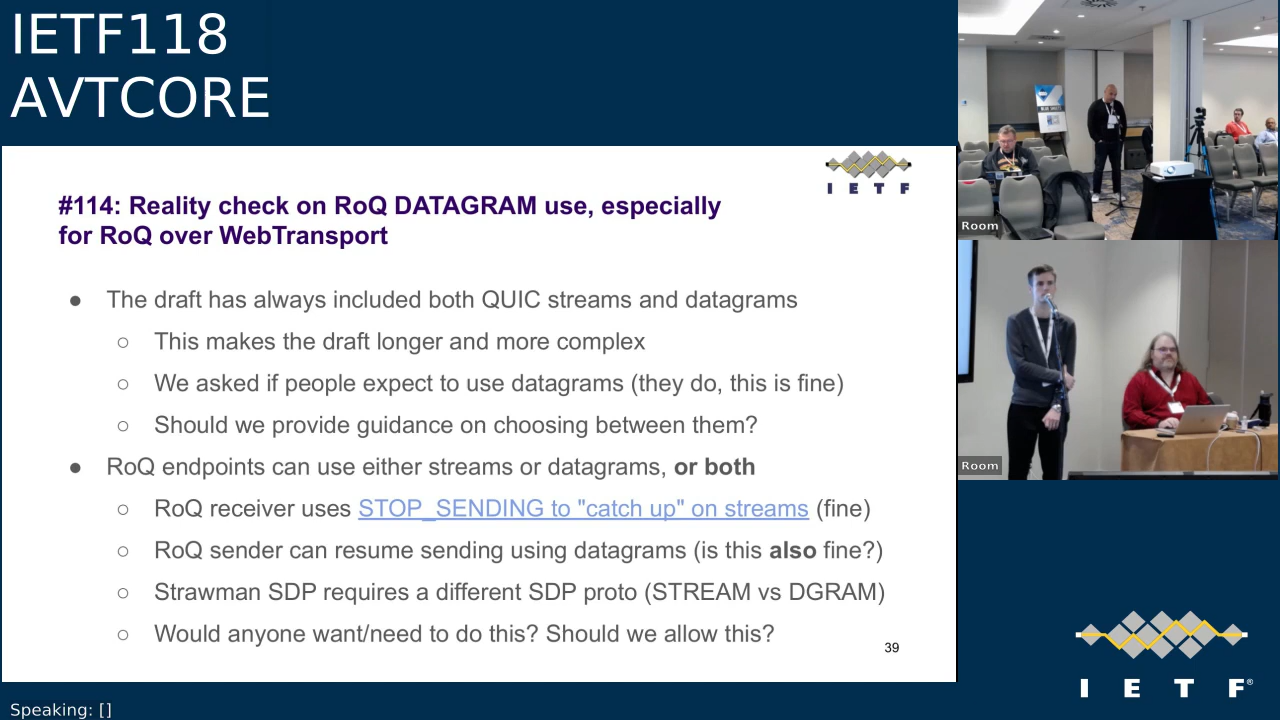 IETF118
AVTCORE
I E T F
#114: Reality check on RoQ DATAGRAM use, especially
for RoQ over WebTransport
● The draft has always included both QUIC streams and datagrams
○ This makes the draft longer and more complex
○ We asked if people expect to use datagrams (they do, this is fine)
○ Should we provide guidance on choosing between them?
● RoQ endpoints can use either streams or datagrams, or both
○ RoQ receiver uses STOP_SENDING to "catch up" on streams (fine)
○ RoQ sender can resume sending using datagrams (is this also fine?)
○ Strawman SDP requires a different SDP proto (STREAM vs DGRAM)
○ Would anyone want/need to do this? Should we allow this?
39
Room
Room
I E T F®
Speaking: []